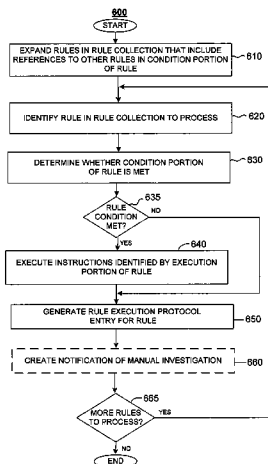 600
START
EXPAND RULES IN RULE COLLECTION THAT INCLUDE
REFERENCES TO OTHER RULES IN CONDITION PORTION
OF RULE
610
IDENTIFY RULE IN RULE COLLECTION TO PROCESS
620
DETERMINE WHETHER CONDITION PORTION
OF RULE IS MET
630
635
RULE
CONDITION
MET?
NO
YES
640
EXECUTE INSTRUCTIONS IDENTIFIED BY EXECUTION
PORTION OF RULE
GENERATE RULE EXECUTION PROTOCOL
ENTRY FOR RULE
650
CREATE NOTIFICATION OF MANUAL INVESTIGATION
660
665
MORE RULES
TO PROCESS?
YES
NO
END